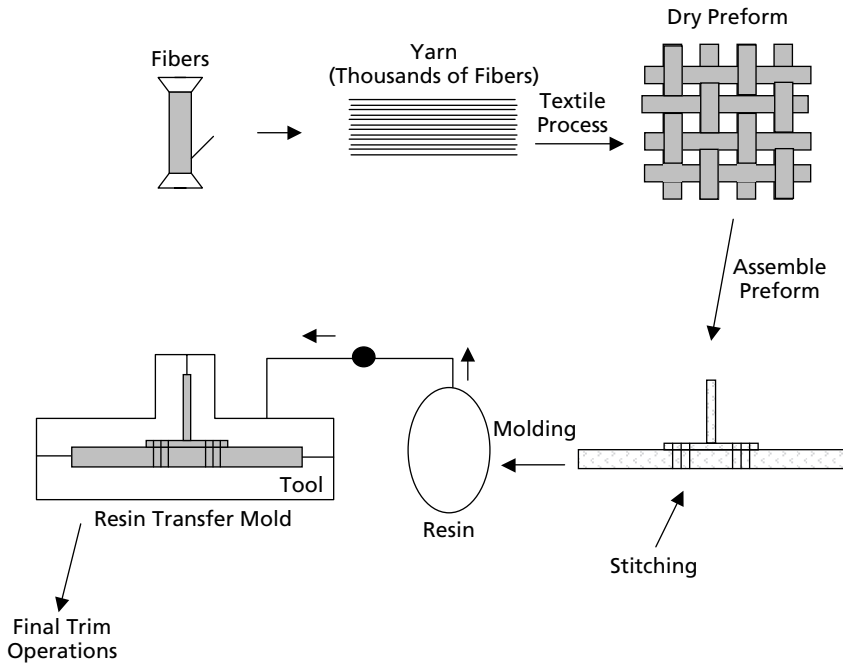 Fibers
Yarn
(Thousands of Fibers)
Textile
Process
Dry Preform
Assemble
Preform
Stitching
Molding
Resin
Tool
Resin Transfer Mold
Final Trim
Operations